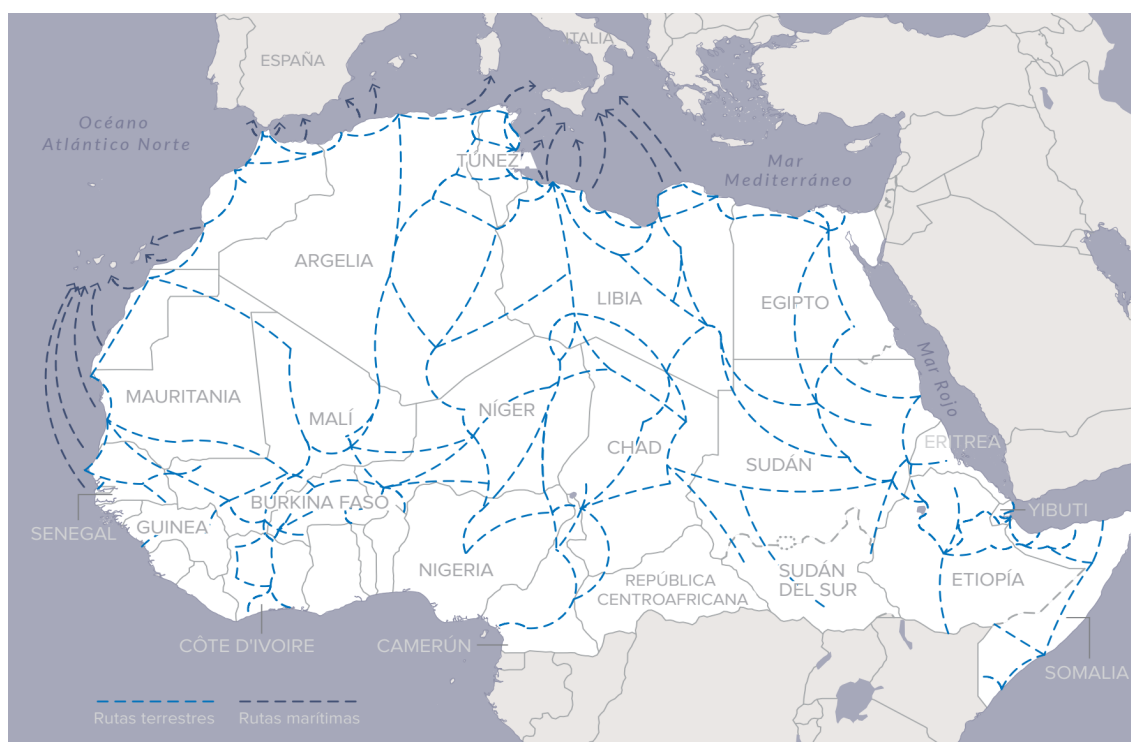 ESPAÑA
ITALIA
Océano
Atlántico Norte
TÚNEZ
Mar
Mediterráneo
ARGELIA
LIBIA
EGIPTO
Mar Rojo
MAURITANIA
MALÍ
NÍGER
CHAD
SUDÁN
ERITREA
BURKINA FASO
SENEGAL
GUINEA
YIBUTI
NIGERIA
REPÚBLICA
CENTROAFRICANA
SUDÁN
DEL SUR
ETIOPÍA
CÔTE D'IVOIRE
CAMERÚN
SOMALIA
Rutas terrestres
Rutas marítimas